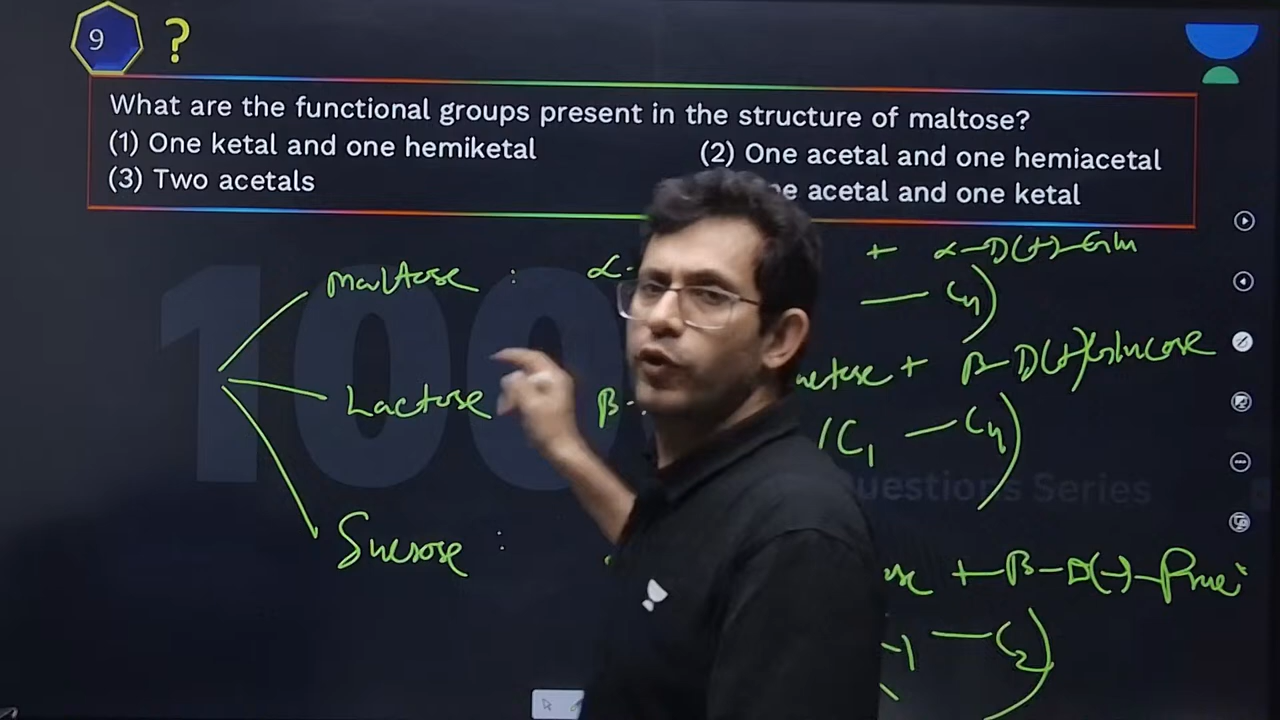 9 ?
What are the functional groups present in the structure of maltose?
(1) One ketal and one hemiketal (2) One acetal and one hemiacetal
(3) Two acetals acetal and one ketal
Maltose : α- + α-D(+)-Glu
— C4)
Lactose β- + β-D(+)Glucose
(C1 — C4)
Questions Series
100
Sucrose : + β-D(-)-
-1 — C2)